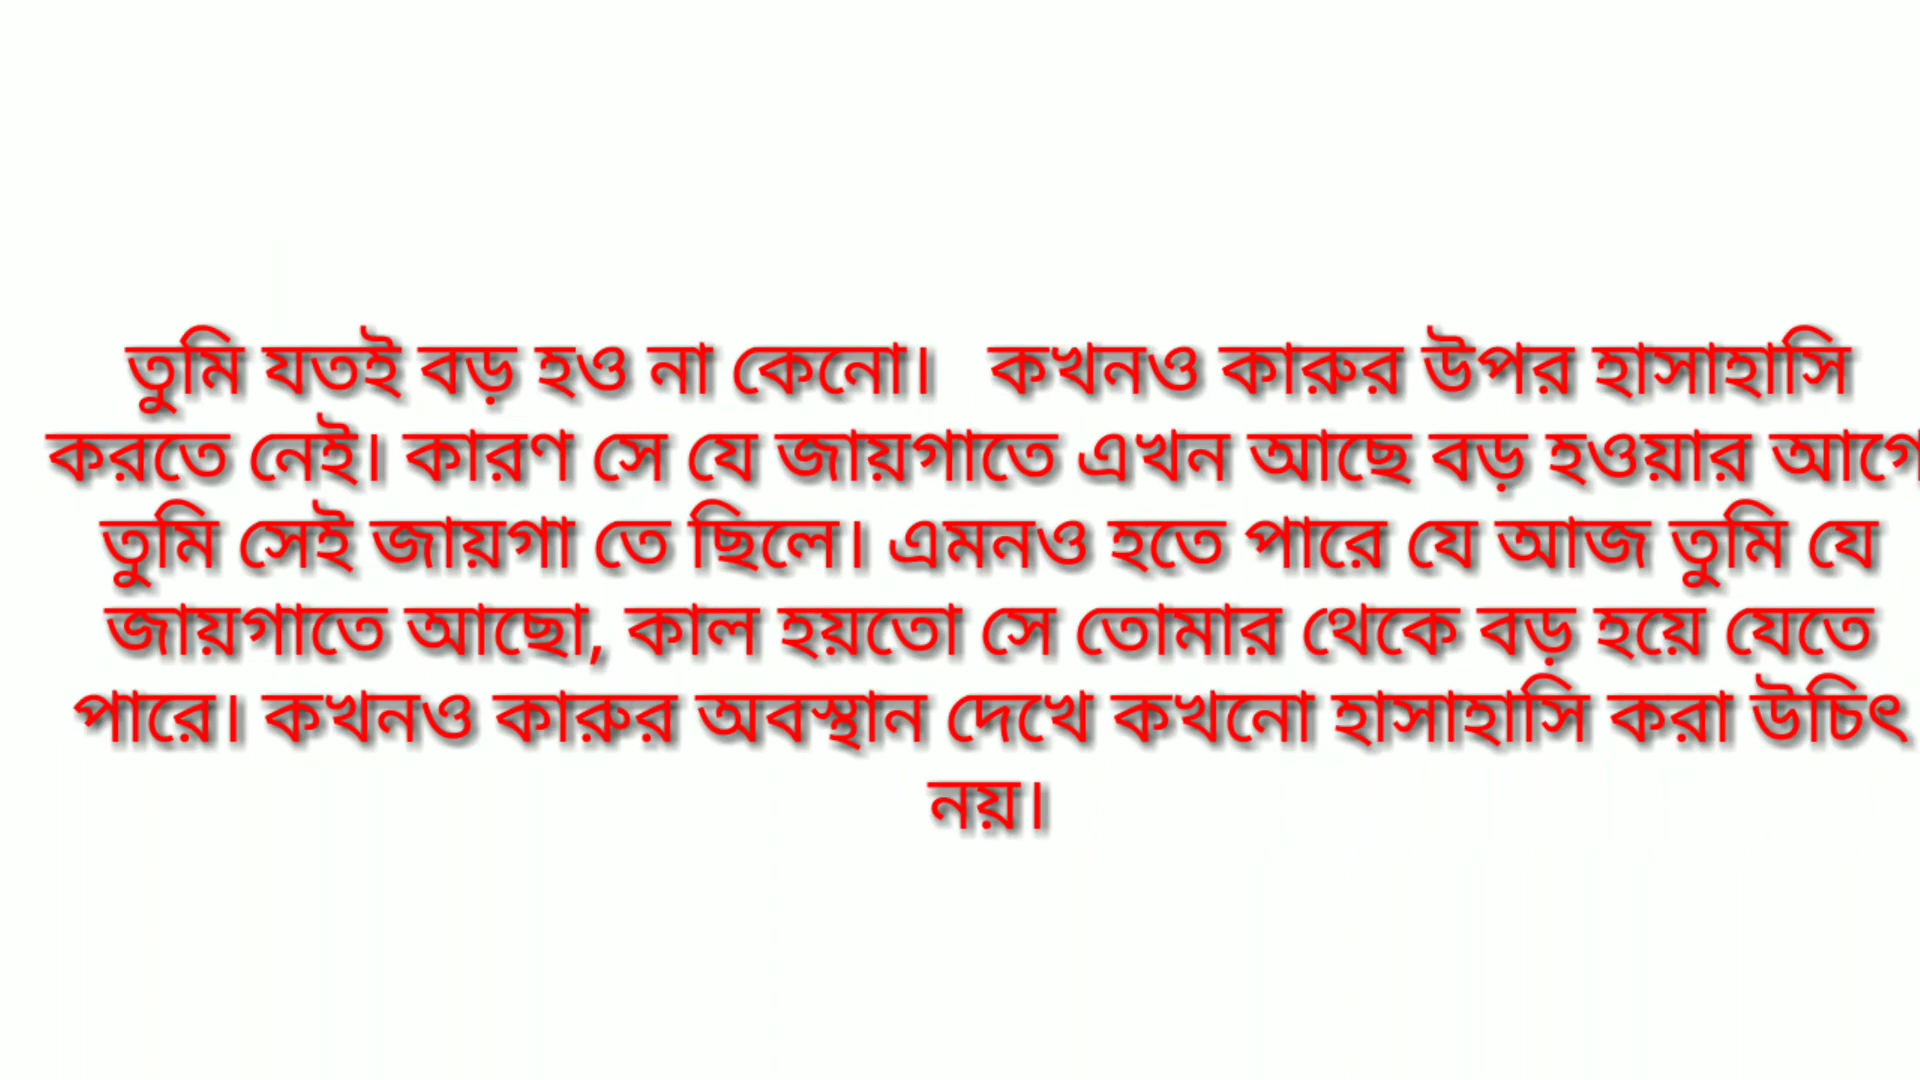 তুমি যতই বড় হও না কেনো।   কখনও কারুর উপর হাসাহাসি
করতে নেই। কারণ সে যে জায়গাতে এখন আছে বড় হওয়ার আগে
তুমি সেই জায়গা তে ছিলে। এমনও হতে পারে যে আজ তুমি যে
জায়গাতে আছো, কাল হয়তো সে তোমার থেকে বড় হয়ে যেতে
পারে। কখনও কারুর অবস্থান দেখে কখনো হাসাহাসি করা উচিৎ
নয়।